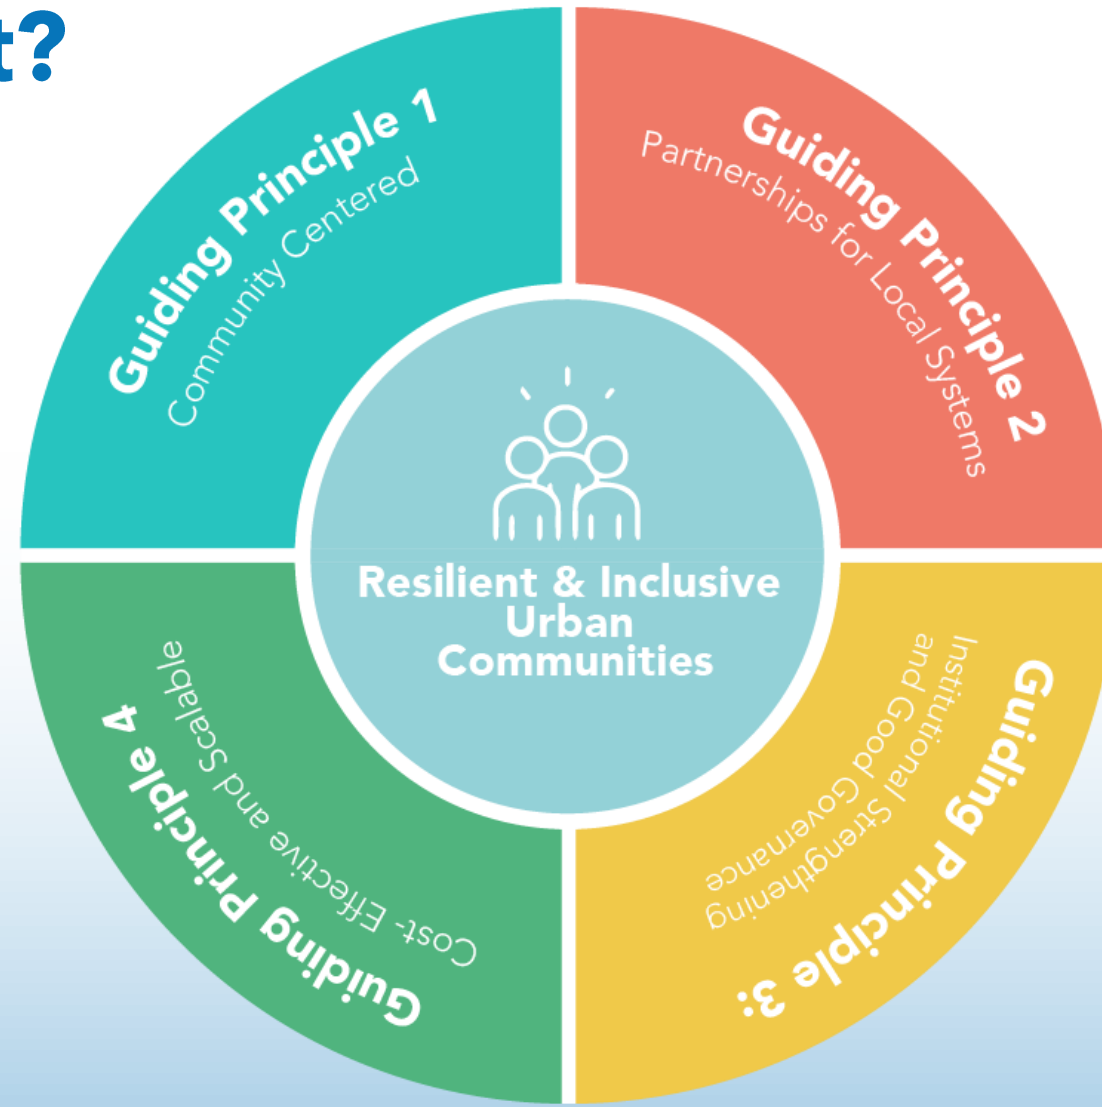 t?
Guiding Principle 1
Community Centered
Guiding Principle 2
Partnerships for Local Systems
Resilient & Inclusive
Urban
Communities
Guiding Principle 3:
Institutional Strengthening
and Good Governance
Guiding Principle 4
Cost- Effective and Scalable